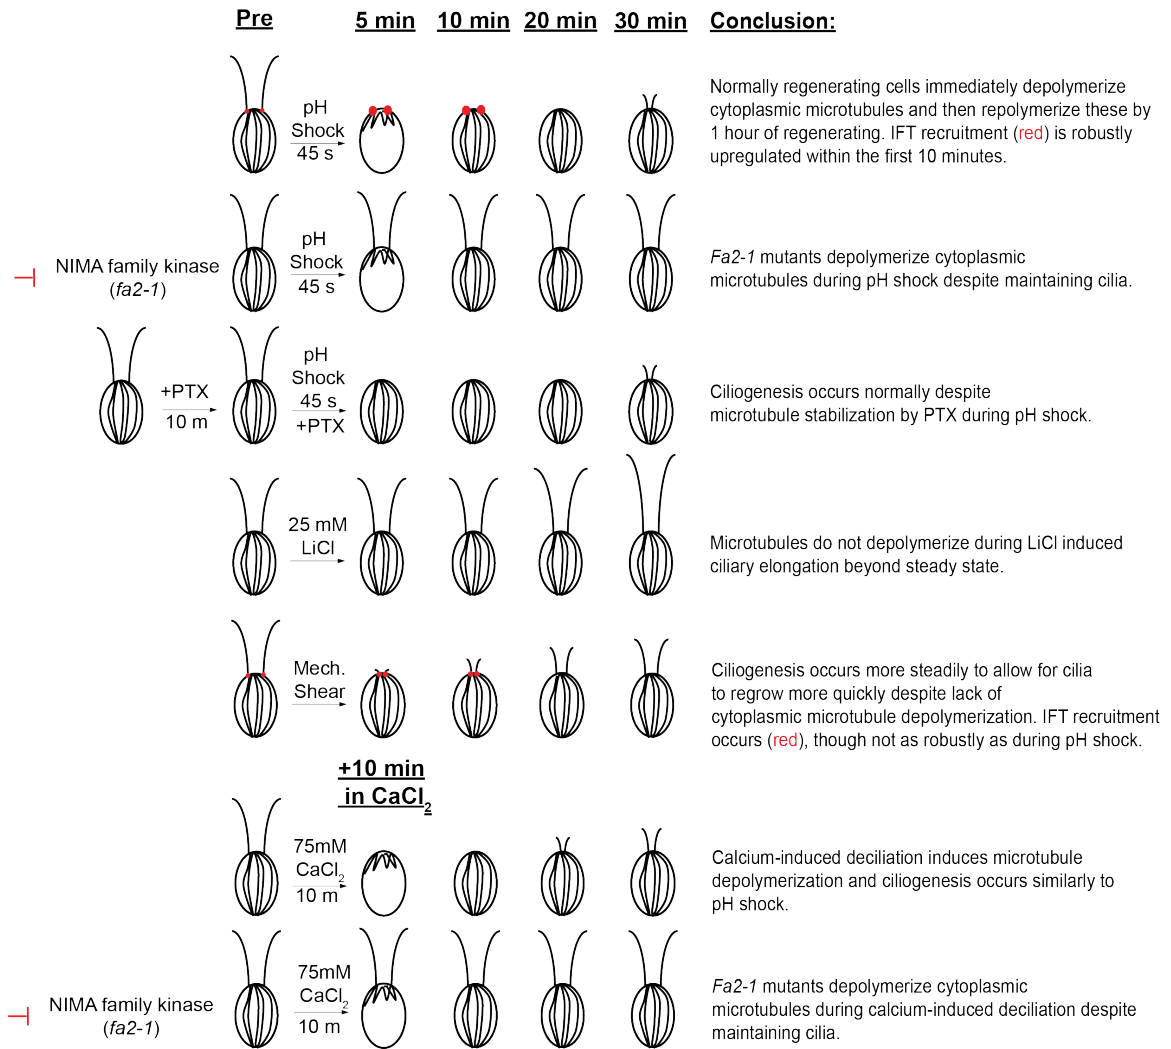 Pre 5 min 10 min 20 min 30 min Conclusion:
pH
Shock
45 s
Normally regenerating cells immediately depolymerize
cytoplasmic microtubules and then repolymerize these by
1 hour of regenerating. IFT recruitment (red) is robustly
upregulated within the first 10 minutes.
NIMA family kinase
(fa2-1)
pH
Shock
45 s
Fa2-1 mutants depolymerize cytoplasmic
microtubules during pH shock despite maintaining cilia.
+PTX
10 m
pH
Shock
45 s
+PTX
Ciliogenesis occurs normally despite
microtubule stabilization by PTX during pH shock.
25 mM
LiCl
Microtubules do not depolymerize during LiCl induced
ciliary elongation beyond steady state.
Mech.
Shear
Ciliogenesis occurs more steadily to allow for cilia
to regrow more quickly despite lack of
cytoplasmic microtubule depolymerization. IFT recruitment
occurs (red), though not as robustly as during pH shock.
+10 min
in CaCl2
75mM
CaCl2
10 m
Calcium-induced deciliation induces microtubule
depolymerization and ciliogenesis occurs similarly to
pH shock.
NIMA family kinase
(fa2-1)
75mM
CaCl2
10 m
Fa2-1 mutants depolymerize cytoplasmic
microtubules during calcium-induced deciliation despite
maintaining cilia.